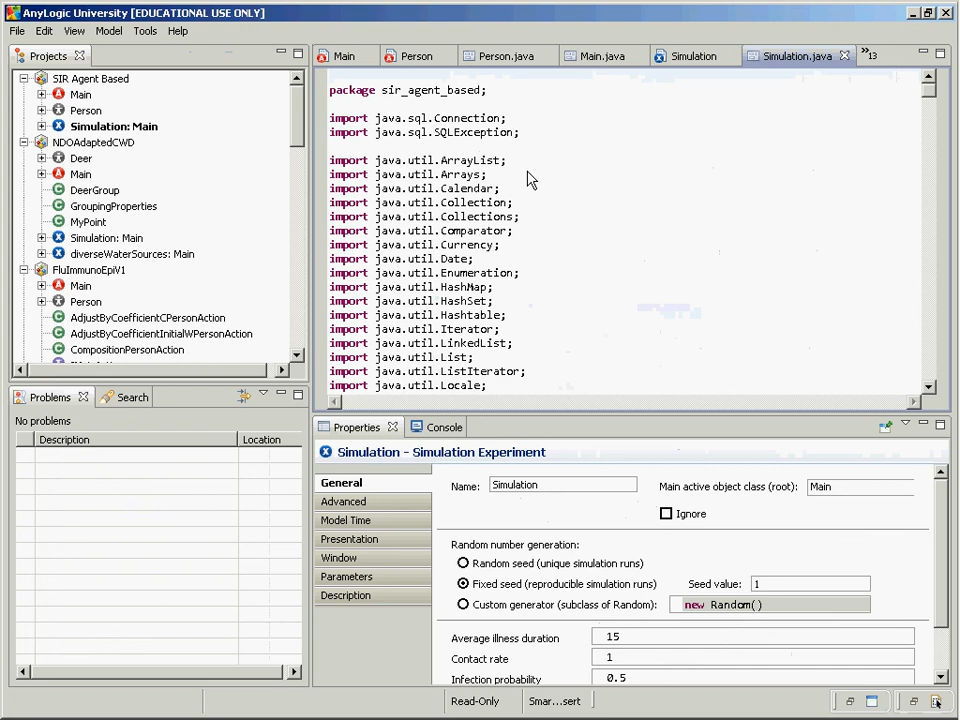 AnyLogic University [EDUCATIONAL USE ONLY]
File Edit View Model Tools Help
Projects
SIR Agent Based
Main
Person
Simulation: Main
NDOAdaptedCWD
Deer
Main
DeerGroup
GroupingProperties
MyPoint
Simulation: Main
diverseWaterSources: Main
FluImmunoEpiV1
Main
Person
AdjustByCoefficientCPersonAction
AdjustByCoefficientInitialWPersonAction
CompositionPersonAction
Problems Search
No problems
Description Location
Main Person Person.java Main.java Simulation Simulation.java »13
package sir_agent_based;
import java.sql.Connection;
import java.sql.SQLException;
import java.util.ArrayList;
import java.util.Arrays;
import java.util.Calendar;
import java.util.Collection;
import java.util.Collections;
import java.util.Comparator;
import java.util.Currency;
import java.util.Date;
import java.util.Enumeration;
import java.util.HashMap;
import java.util.HashSet;
import java.util.Hashtable;
import java.util.Iterator;
import java.util.LinkedList;
import java.util.List;
import java.util.ListIterator;
import java.util.Locale;
Properties Console
Simulation - Simulation Experiment
General
Advanced
Model Time
Presentation
Window
Parameters
Description
Name: Simulation Main active object class (root): Main
Ignore
Random number generation:
Random seed (unique simulation runs)
Fixed seed (reproducible simulation runs) Seed value: 1
Custom generator (subclass of Random): new Random()
Average illness duration 15
Contact rate 1
Infection probability 0.5
Read-Only Smar...sert